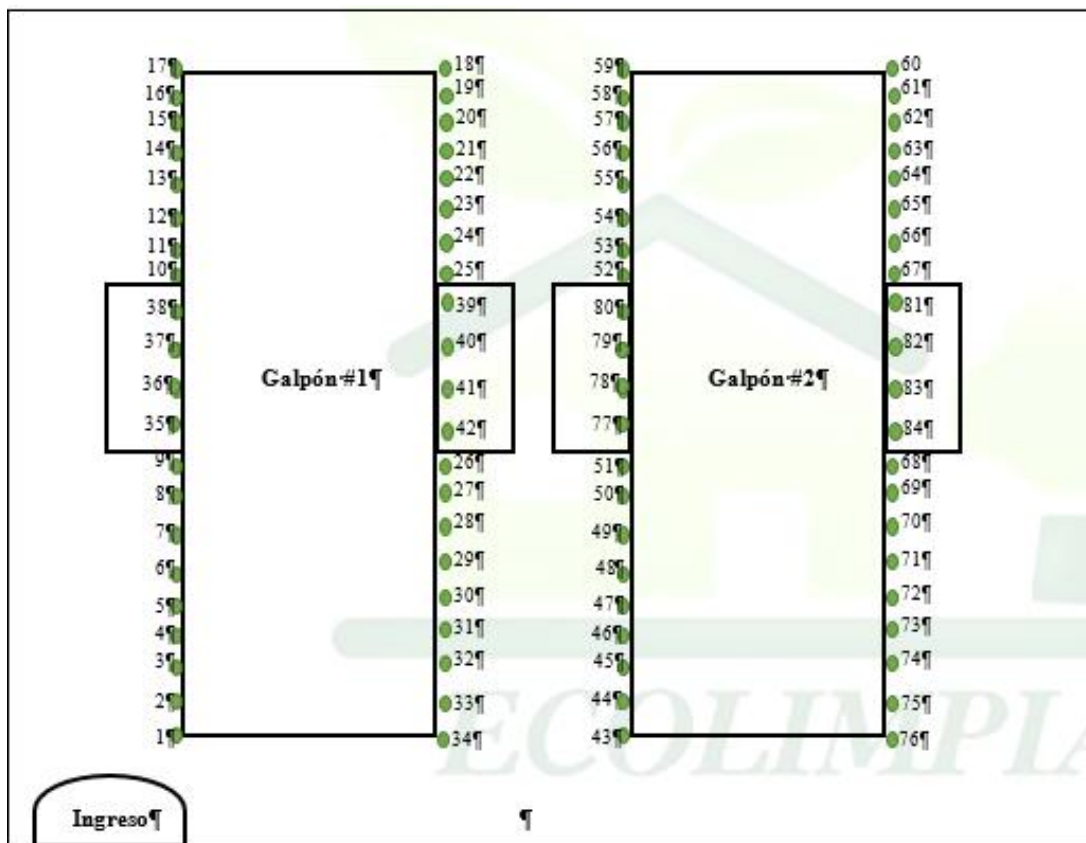 17¶ 18¶ 59¶ 60
16¶ 19¶ 58¶ 61¶
15¶ 20¶ 57¶ 62¶
14¶ 21¶ 56¶ 63¶
13¶ 22¶ 55¶ 64¶
12¶ 23¶ 54¶ 65¶
11¶ 24¶ 53¶ 66¶
10¶ 25¶ 52¶ 67¶
38¶ 39¶ 80¶ 81¶
37¶ 40¶ 79¶ 82¶
36¶ Galpón·#1¶ 41¶ 78¶ Galpón·#2¶ 83¶
35¶ 42¶ 77¶ 84¶
9¶ 26¶ 51¶ 68¶
8¶ 27¶ 50¶ 69¶
7¶ 28¶ 49¶ 70¶
6¶ 29¶ 48¶ 71¶
5¶ 30¶ 47¶ 72¶
4¶ 31¶ 46¶ 73¶
3¶ 32¶ 45¶ 74¶
2¶ 33¶ 44¶ 75¶
1¶ 34¶ 43¶ 76¶
ECOLIMPIA
Ingreso¶ ¶